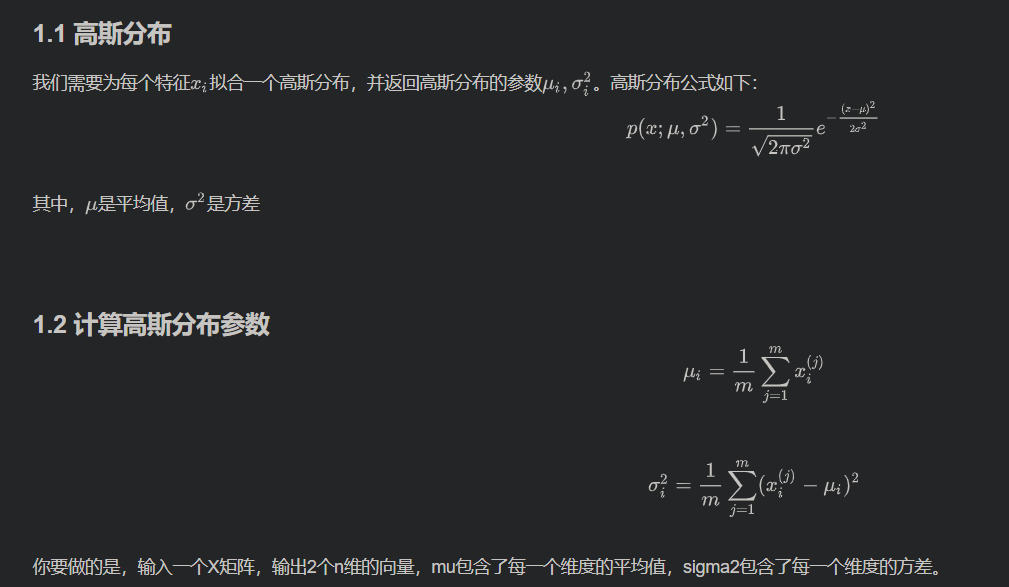 1.1 高斯分布
我们需要为每个特征$x_i$拟合一个高斯分布，并返回高斯分布的参数$\mu_i, \sigma_i^2$。高斯分布公式如下：
$p(x; \mu, \sigma^2) = \frac{1}{\sqrt{2\pi\sigma^2}} e^{-\frac{(x-\mu)^2}{2\sigma^2}}$
其中，$\mu$是平均值，$\sigma^2$是方差
1.2 计算高斯分布参数
$\mu_i = \frac{1}{m} \sum_{j=1}^{m} x_i^{(j)}$
$\sigma_i^2 = \frac{1}{m} \sum_{j=1}^{m} (x_i^{(j)} - \mu_i)^2$
你要做的是，输入一个X矩阵，输出2个n维的向量，mu包含了每一个维度的平均值，sigma2包含了每一个维度的方差。